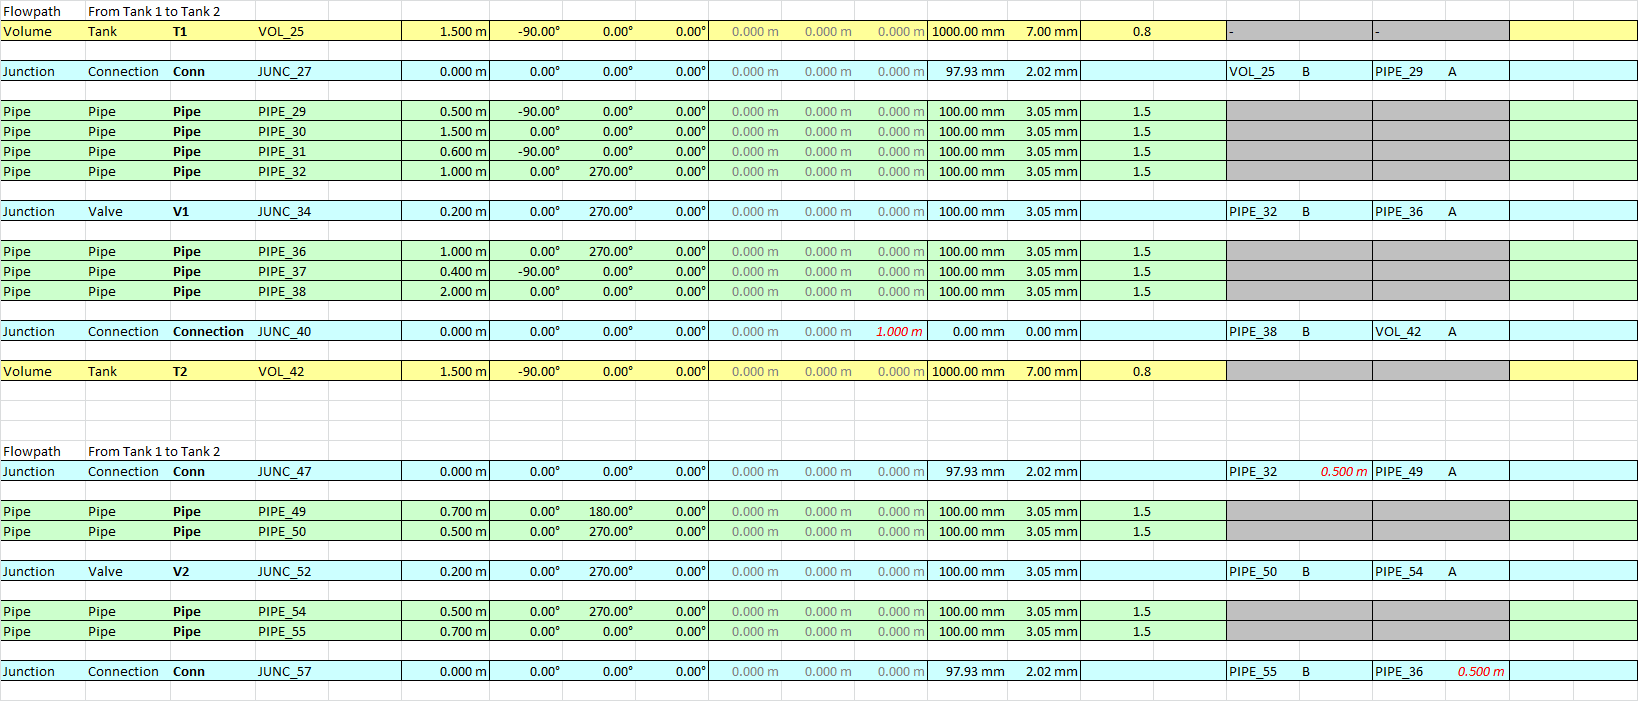 Flowpath From Tank 1 to Tank 2
Volume Tank T1 VOL_25 1.500 m -90.00° 0.00° 0.00° 0.000 m 0.000 m 0.000 m 1000.00 mm 7.00 mm 0.8 - -
Junction Connection Conn JUNC_27 0.000 m 0.00° 0.00° 0.00° 0.000 m 0.000 m 0.000 m 97.93 mm 2.02 mm VOL_25 B PIPE_29 A
Pipe Pipe Pipe PIPE_29 0.500 m -90.00° 0.00° 0.00° 0.000 m 0.000 m 0.000 m 100.00 mm 3.05 mm 1.5
Pipe Pipe Pipe PIPE_30 1.500 m 0.00° 0.00° 0.00° 0.000 m 0.000 m 0.000 m 100.00 mm 3.05 mm 1.5
Pipe Pipe Pipe PIPE_31 0.600 m -90.00° 0.00° 0.00° 0.000 m 0.000 m 0.000 m 100.00 mm 3.05 mm 1.5
Pipe Pipe Pipe PIPE_32 1.000 m 0.00° 270.00° 0.00° 0.000 m 0.000 m 0.000 m 100.00 mm 3.05 mm 1.5
Junction Valve V1 JUNC_34 0.200 m 0.00° 270.00° 0.00° 0.000 m 0.000 m 0.000 m 100.00 mm 3.05 mm PIPE_32 B PIPE_36 A
Pipe Pipe Pipe PIPE_36 1.000 m 0.00° 270.00° 0.00° 0.000 m 0.000 m 0.000 m 100.00 mm 3.05 mm 1.5
Pipe Pipe Pipe PIPE_37 0.400 m -90.00° 0.00° 0.00° 0.000 m 0.000 m 0.000 m 100.00 mm 3.05 mm 1.5
Pipe Pipe Pipe PIPE_38 2.000 m 0.00° 0.00° 0.00° 0.000 m 0.000 m 0.000 m 100.00 mm 3.05 mm 1.5
Junction Connection Connection JUNC_40 0.000 m 0.00° 0.00° 0.00° 0.000 m 0.000 m 1.000 m 0.00 mm 0.00 mm PIPE_38 B VOL_42 A
Volume Tank T2 VOL_42 1.500 m -90.00° 0.00° 0.00° 0.000 m 0.000 m 0.000 m 1000.00 mm 7.00 mm 0.8
Flowpath From Tank 1 to Tank 2
Junction Connection Conn JUNC_47 0.000 m 0.00° 0.00° 0.00° 0.000 m 0.000 m 0.000 m 97.93 mm 2.02 mm PIPE_32 0.500 m PIPE_49 A
Pipe Pipe Pipe PIPE_49 0.700 m 0.00° 180.00° 0.00° 0.000 m 0.000 m 0.000 m 100.00 mm 3.05 mm 1.5
Pipe Pipe Pipe PIPE_50 0.500 m 0.00° 270.00° 0.00° 0.000 m 0.000 m 0.000 m 100.00 mm 3.05 mm 1.5
Junction Valve V2 JUNC_52 0.200 m 0.00° 270.00° 0.00° 0.000 m 0.000 m 0.000 m 100.00 mm 3.05 mm PIPE_50 B PIPE_54 A
Pipe Pipe Pipe PIPE_54 0.500 m 0.00° 270.00° 0.00° 0.000 m 0.000 m 0.000 m 100.00 mm 3.05 mm 1.5
Pipe Pipe Pipe PIPE_55 0.700 m 0.00° 0.00° 0.00° 0.000 m 0.000 m 0.000 m 100.00 mm 3.05 mm 1.5
Junction Connection Conn JUNC_57 0.000 m 0.00° 0.00° 0.00° 0.000 m 0.000 m 0.000 m 97.93 mm 2.02 mm PIPE_55 B PIPE_36 0.500 m